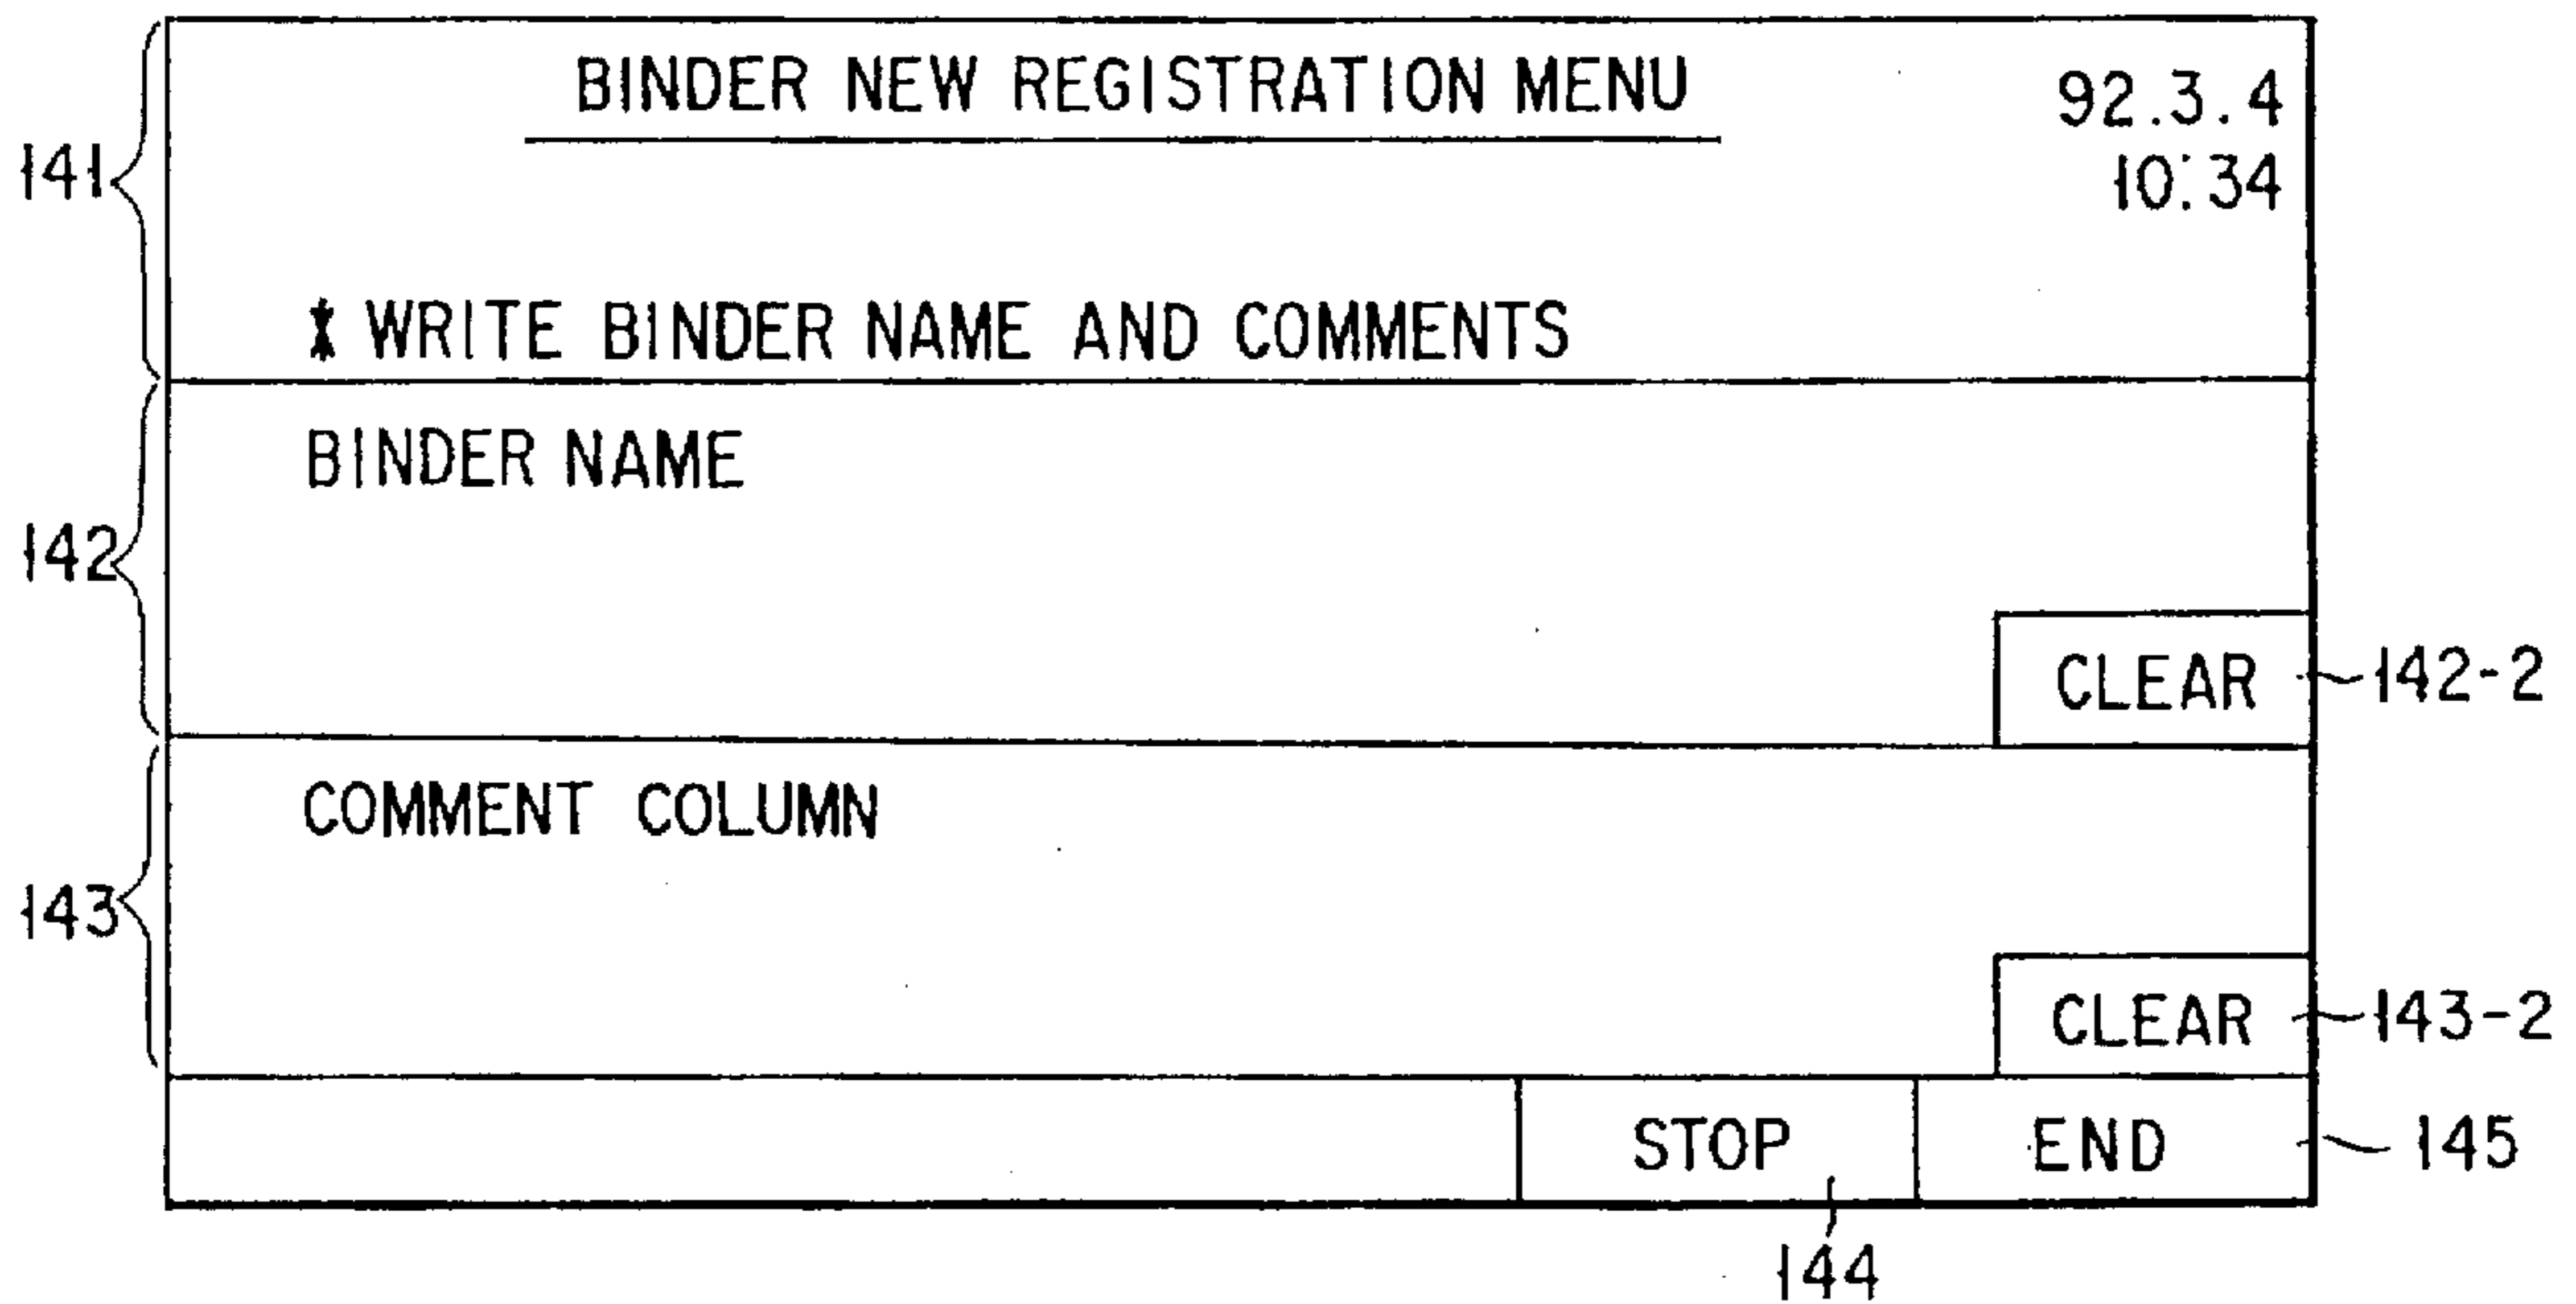 BINDER NEW REGISTRATION MENU
92.3.4
10:34
141
* WRITE BINDER NAME AND COMMENTS
BINDER NAME
142
CLEAR
142-2
COMMENT COLUMN
143
CLEAR
143-2
STOP
END
145
144